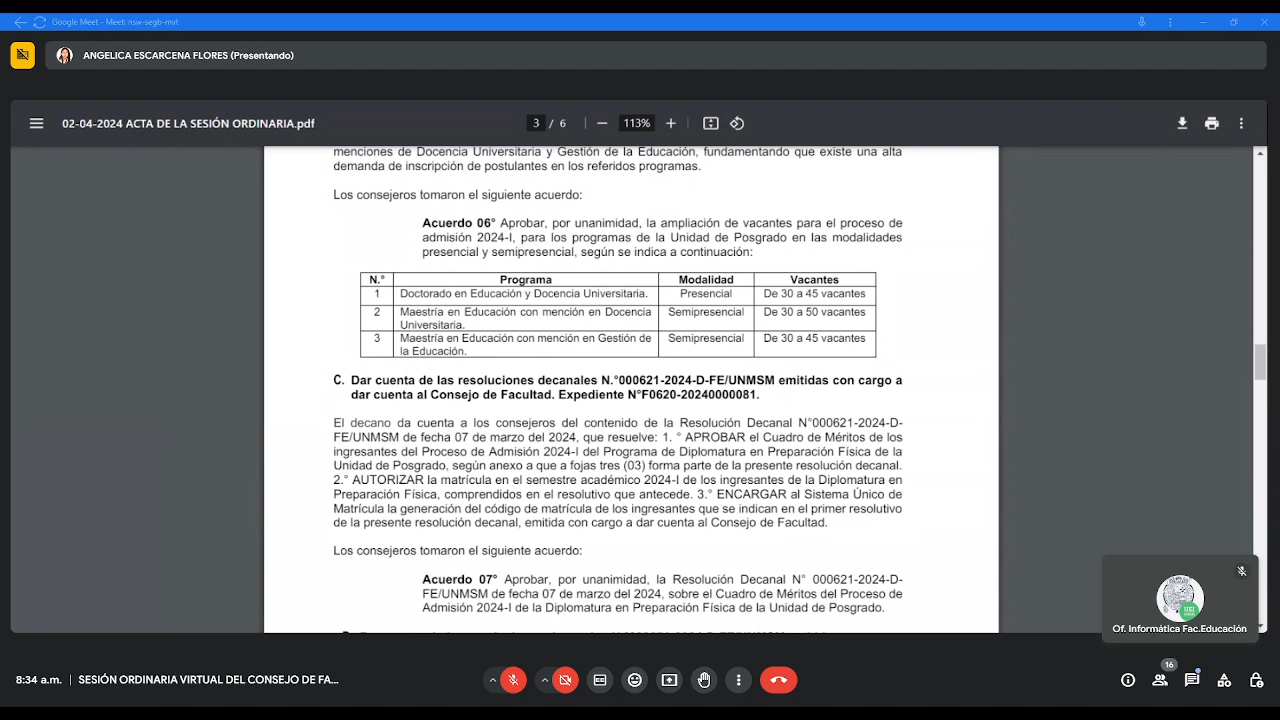 Google Meet - Meet: nsw-segb-mvt
ANGELICA ESCARCENA FLORES (Presentando)
02-04-2024 ACTA DE LA SESIÓN ORDINARIA.pdf
3 / 6
113%
menciones de Docencia Universitaria y Gestión de la Educación, fundamentando que existe una alta
demanda de inscripción de postulantes en los referidos programas.
Los consejeros tomaron el siguiente acuerdo:
Acuerdo 06° Aprobar, por unanimidad, la ampliación de vacantes para el proceso de
admisión 2024-I, para los programas de la Unidad de Posgrado en las modalidades
presencial y semipresencial, según se indica a continuación:
N.° Programa Modalidad Vacantes
1 Doctorado en Educación y Docencia Universitaria. Presencial De 30 a 45 vacantes
2 Maestría en Educación con mención en Docencia Semipresencial De 30 a 50 vacantes
Universitaria.
3 Maestría en Educación con mención en Gestión de Semipresencial De 30 a 45 vacantes
la Educación.
C. Dar cuenta de las resoluciones decanales N.°000621-2024-D-FE/UNMSM emitidas con cargo a
dar cuenta al Consejo de Facultad. Expediente N°F0620-20240000081.
El decano da cuenta a los consejeros del contenido de la Resolución Decanal N°000621-2024-D-
FE/UNMSM de fecha 07 de marzo del 2024, que resuelve: 1. ° APROBAR el Cuadro de Méritos de los
ingresantes del Proceso de Admisión 2024-I del Programa de Diplomatura en Preparación Física de la
Unidad de Posgrado, según anexo a que a fojas tres (03) forma parte de la presente resolución decanal.
2.° AUTORIZAR la matrícula en el semestre académico 2024-I de los ingresantes de la Diplomatura en
Preparación Física, comprendidos en el resolutivo que antecede. 3.° ENCARGAR al Sistema Único de
Matrícula la generación del código de matrícula de los ingresantes que se indican en el primer resolutivo
de la presente resolución decanal, emitida con cargo a dar cuenta al Consejo de Facultad.
Los consejeros tomaron el siguiente acuerdo:
Acuerdo 07° Aprobar, por unanimidad, la Resolución Decanal N° 000621-2024-D-
FE/UNMSM de fecha 07 de marzo del 2024, sobre el Cuadro de Méritos del Proceso de
Admisión 2024-I de la Diplomatura en Preparación Física de la Unidad de Posgrado.
Of. Informática Fac.Educación
8:34 a.m. | SESIÓN ORDINARIA VIRTUAL DEL CONSEJO DE FA...
16